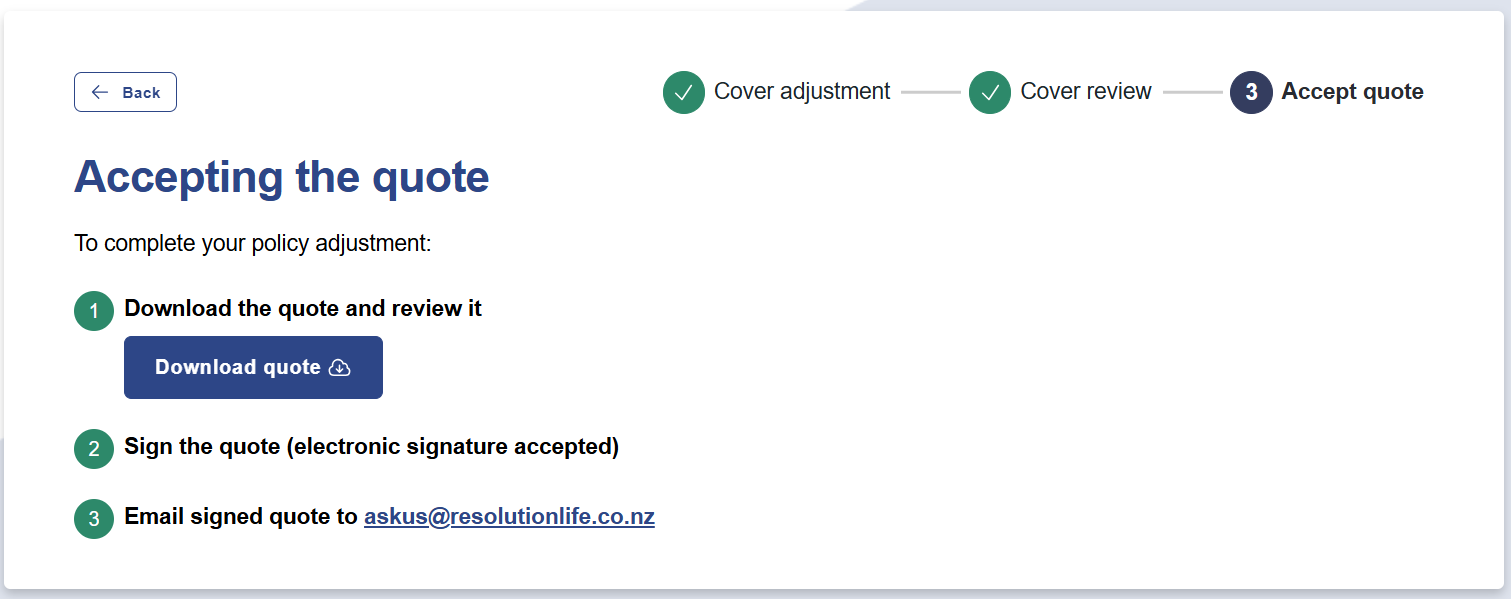 Back
Cover adjustment
Cover review
3 Accept quote
Accepting the quote
To complete your policy adjustment:
1 Download the quote and review it
Download quote
2 Sign the quote (electronic signature accepted)
3 Email signed quote to askus@resolutionlife.co.nz